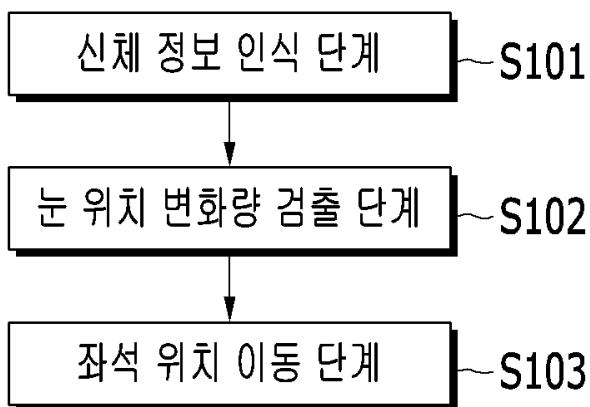 신체 정보 인식 단계
S101
눈 위치 변화량 검출 단계
S102
좌석 위치 이동 단계
S103